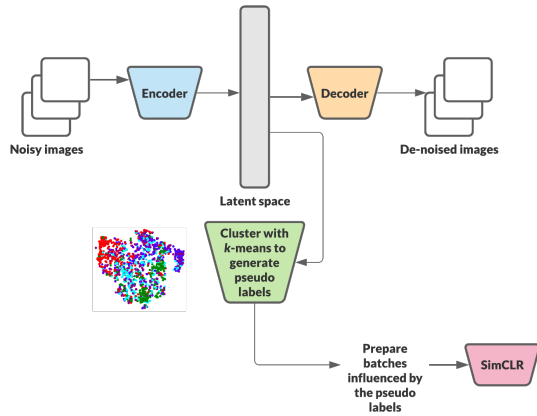 Encoder
Decoder
Noisy images
De-noised images
Latent space
Cluster with
k-means to
generate
pseudo
labels
Prepare
batches
influenced by
the pseudo
labels
SimCLR